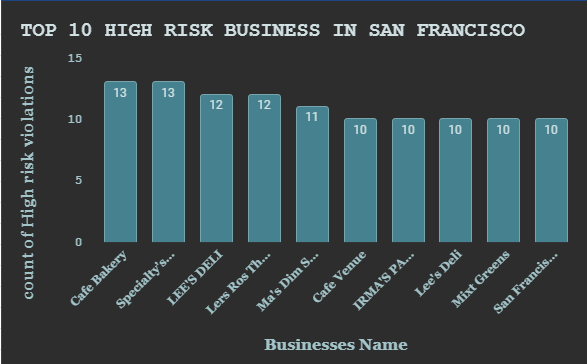 TOP 10 HIGH RISK BUSINESS IN SAN FRANCISCO
count of High risk violations
15
10
5
0
13
13
12
12
11
10
10
10
10
10
Cafe Bakery
Specialty's...
LEE'S DELI
Lers Ros Th...
Ma's Dim S...
Cafe Venue
IRMA'S PA...
Lee's Deli
Mixt Greens
San Francis...
Businesses Name